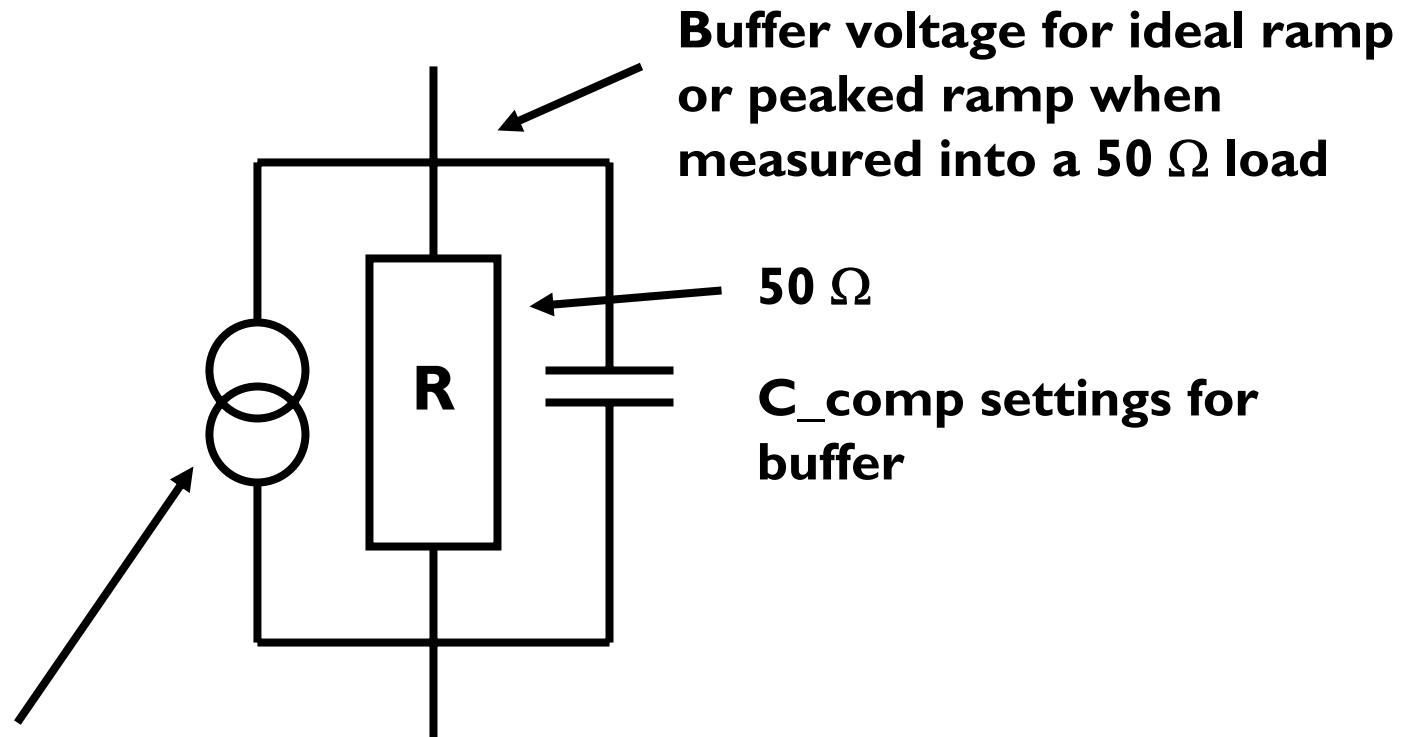 Buffer voltage for ideal ramp
or peaked ramp when
measured into a 50 Ω load
50 Ω
R
C_comp settings for
buffer